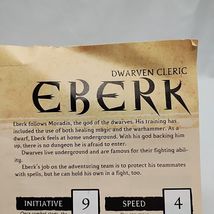 DWARVEN CLERIC
EBERK
Eberk follows Moradin, the god of the dwarves. His training has
included the use of both healing magic and the warhammer. As a
dwarf, Eberk feels at home underground. With his god backing him
up, there is no dungeon he is afraid to enter.
Dwarves live underground and are famous for their fighting abil-
ity.
Eberk's job on the adventuring team is to protect his teammates
with spells, but he can hold his own in a fight, too.
INITIATIVE 9 SPEED 4